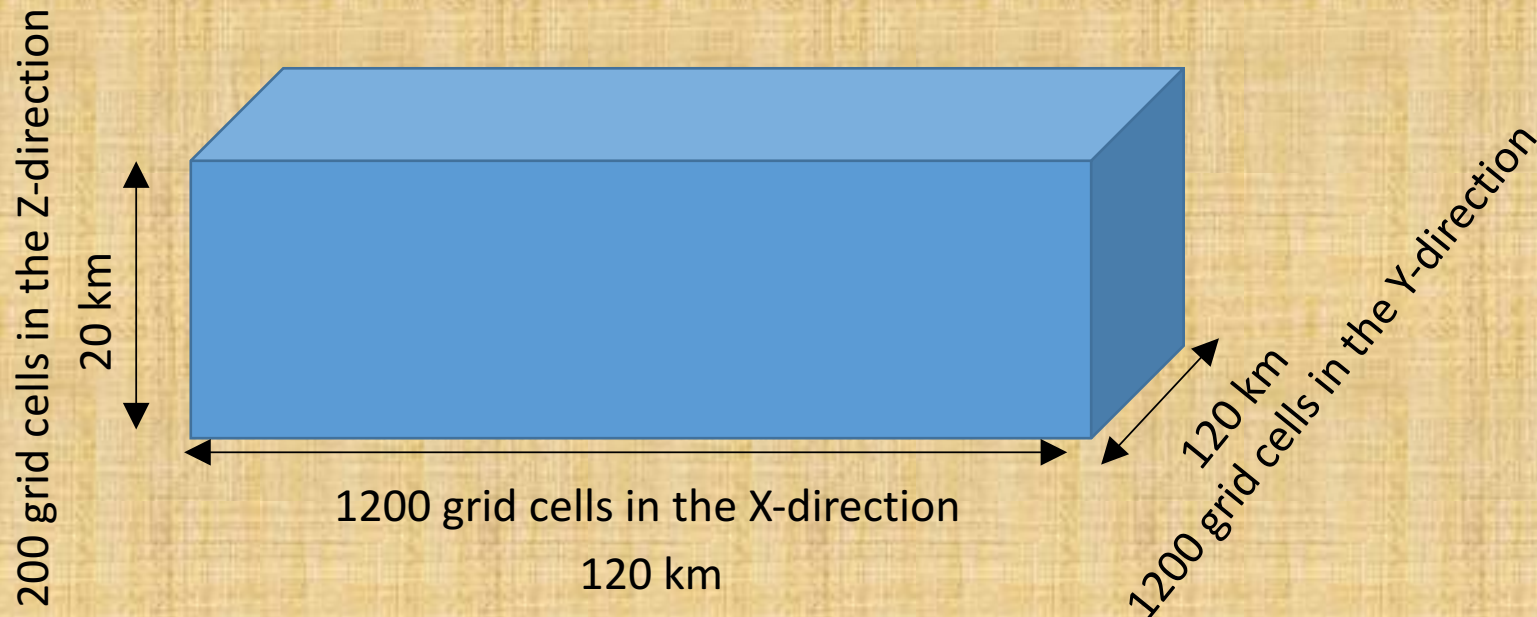 200 grid cells in the Z-direction
20 km
1200 grid cells in the X-direction
120 km
120 km
1200 grid cells in the Y-direction